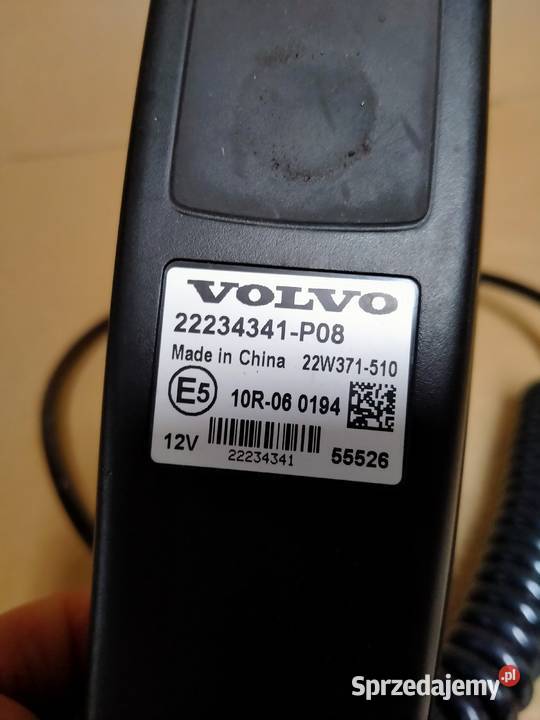 VOLVO
22234341-P08
Made in China 22W371-510
E5 10R-06 0194
12V 22234341 55526
Sprzedajemy.pl